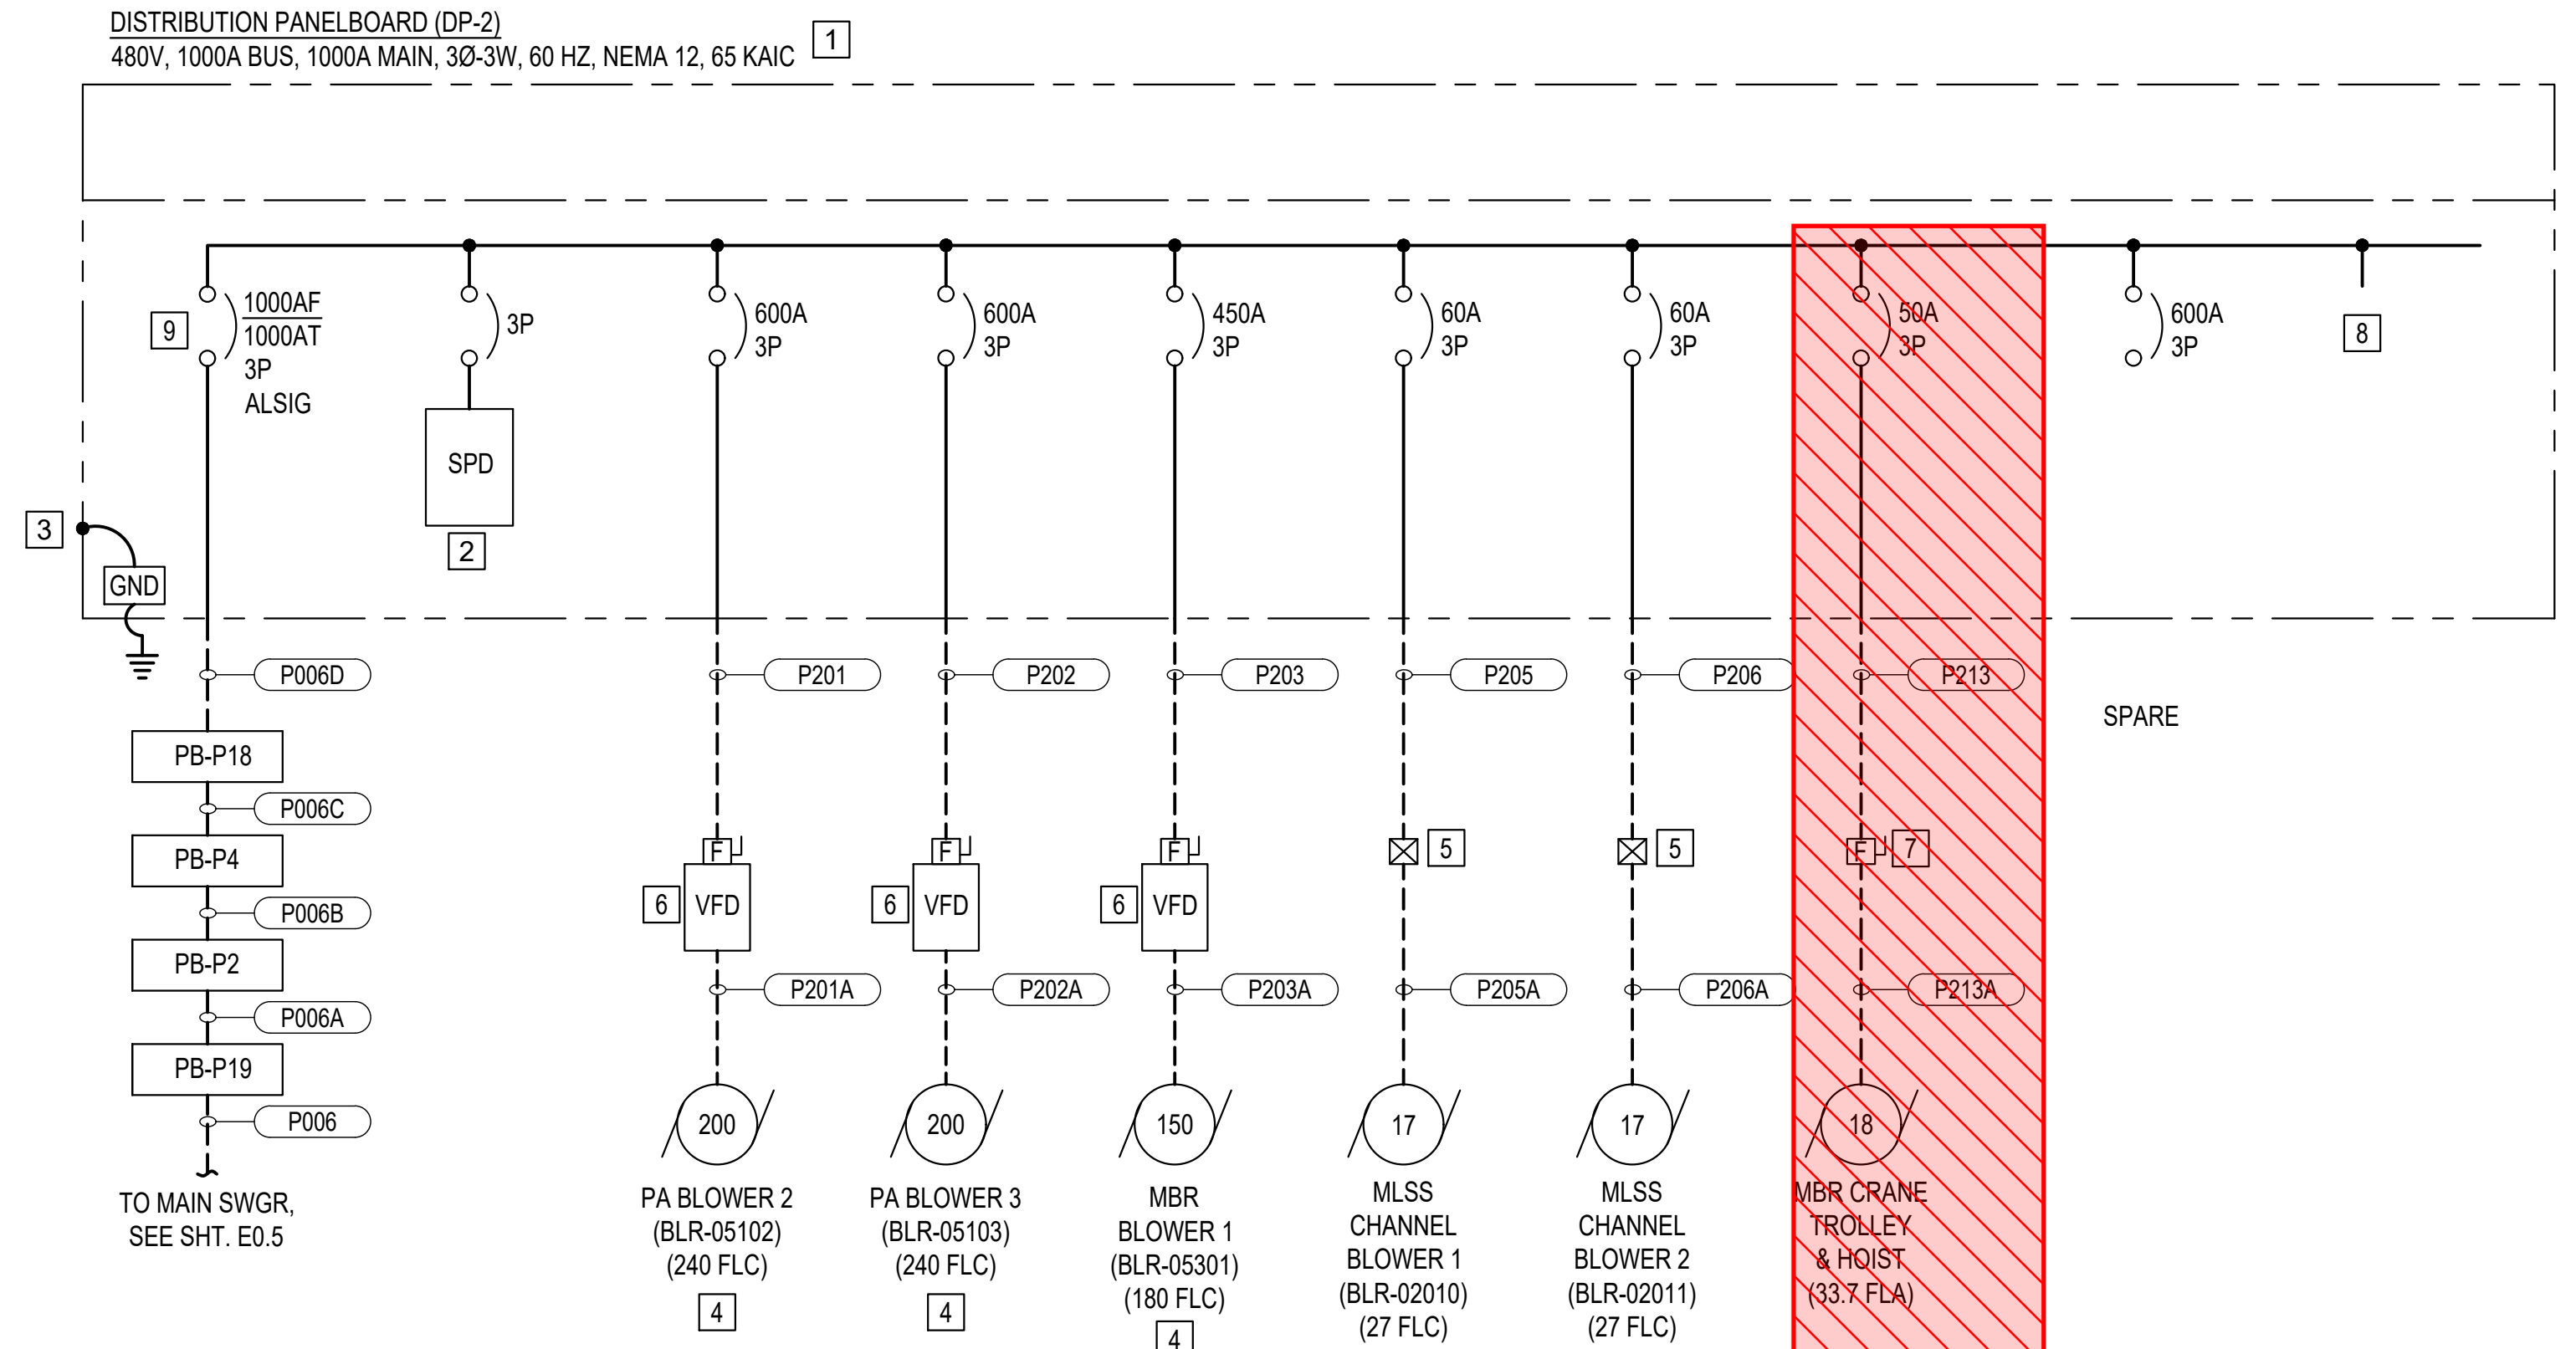 DISTRIBUTION PANELBOARD (DP-2)
480V, 1000A BUS, 1000A MAIN, 3Ø-3W, 60 HZ, NEMA 12, 65 KAIC
1
9
1000AF
1000AT
3P
ALSIG
3P
SPD
2
600A
3P
600A
3P
450A
3P
60A
3P
60A
3P
50A
3P
600A
3P
8
3
GND
P006D
P201
P202
P203
P205
P206
P213
SPARE
PB-P18
P006C
PB-P4
P006B
PB-P2
P006A
PB-P19
P006
TO MAIN SWGR,
SEE SHT. E0.5
F
6
VFD
P201A
200
PA BLOWER 2
(BLR-05102)
(240 FLC)
4
F
6
VFD
P202A
200
PA BLOWER 3
(BLR-05103)
(240 FLC)
4
F
6
VFD
P203A
150
MBR
BLOWER 1
(BLR-05301)
(180 FLC)
4
5
P205A
17
MLSS
CHANNEL
BLOWER 1
(BLR-02010)
(27 FLC)
5
P206A
17
MLSS
CHANNEL
BLOWER 2
(BLR-02011)
(27 FLC)
F
7
P213A
18
MBR CRANE
TROLLEY
& HOIST
(33.7 FLA)